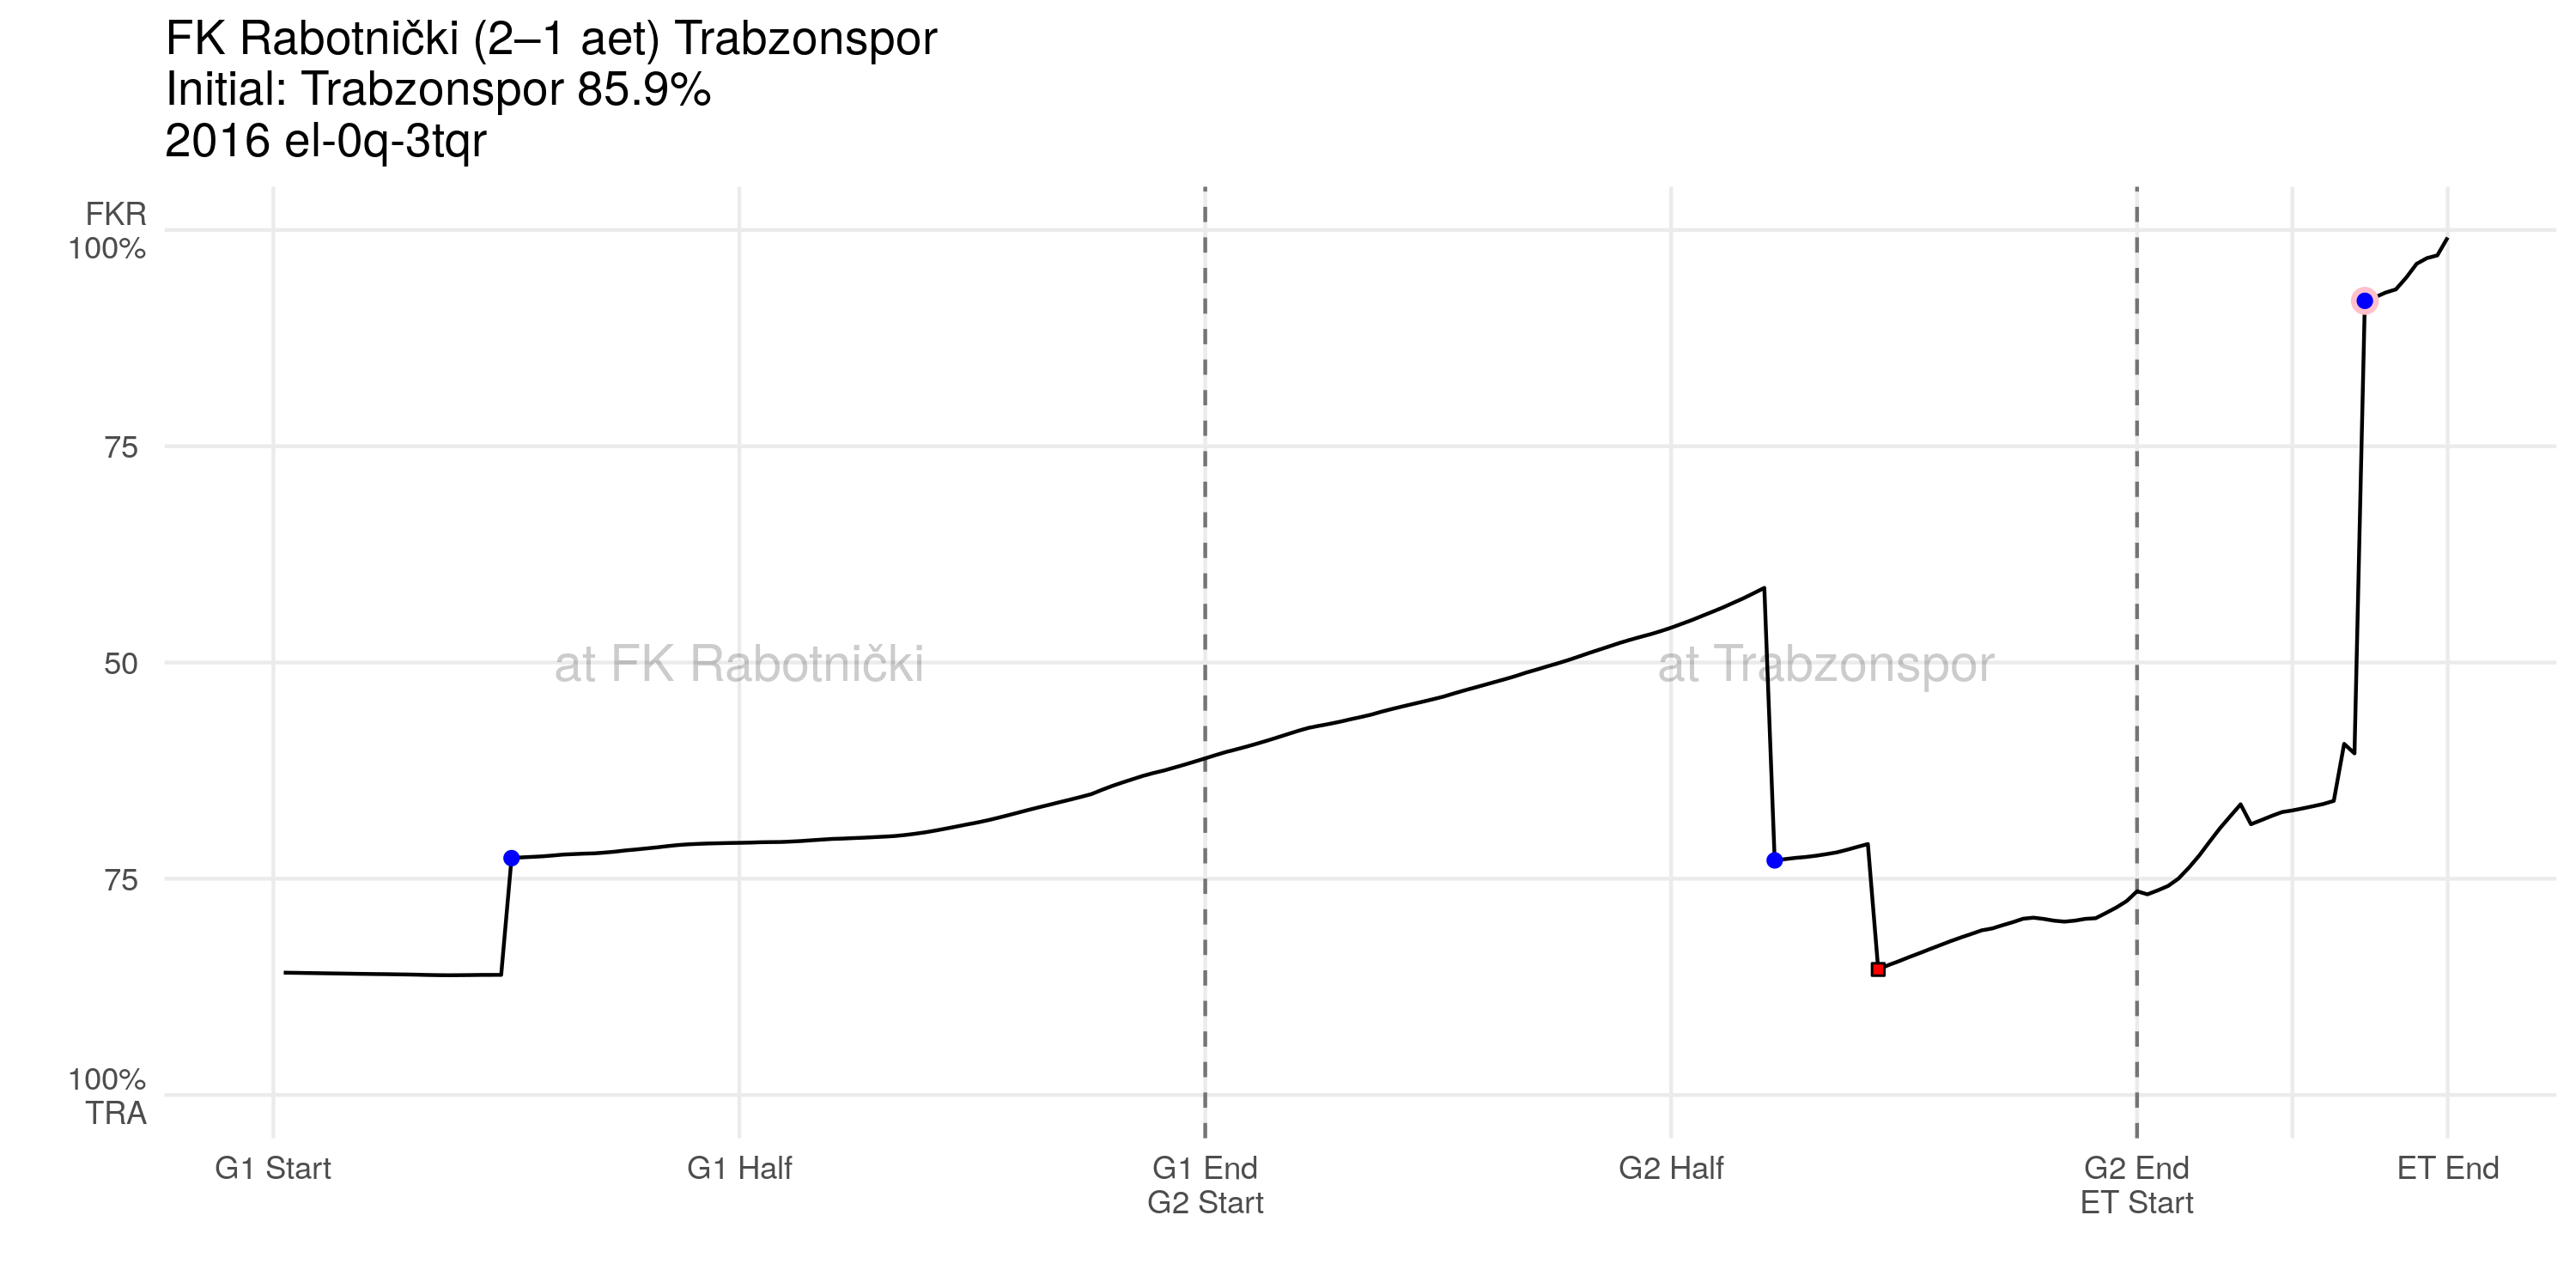 FK Rabotnički (2–1 aet) Trabzonspor
Initial: Trabzonspor 85.9%
2016 el-0q-3tqr
FKR
100%
75
50
75
100%
TRA
at FK Rabotnički
at Trabzonspor
G1 Start
G1 Half
G1 End
G2 Start
G2 Half
G2 End
ET Start
ET End